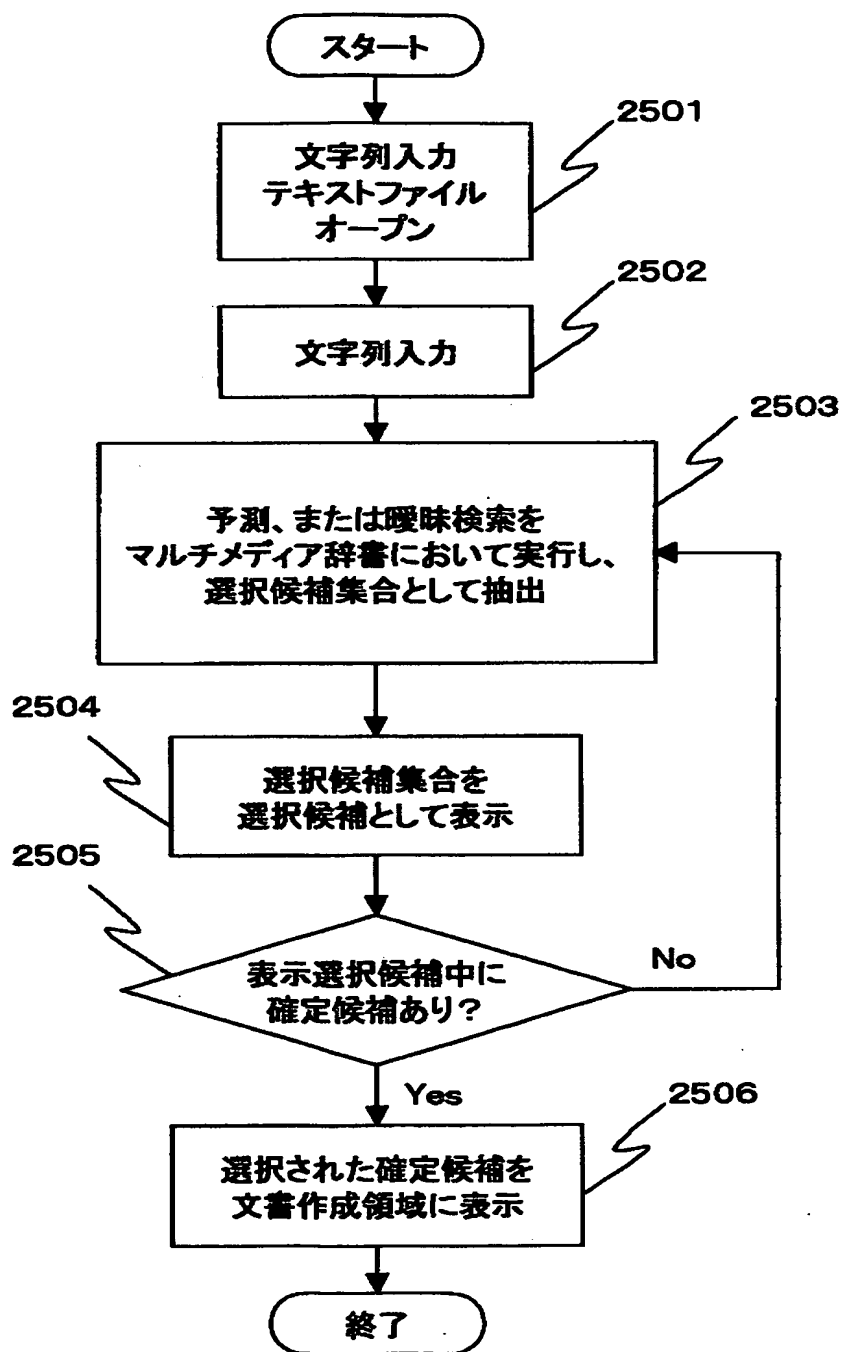 スタート
2501
文字列入力
テキストファイル
オープン
2502
文字列入力
2503
予測、または曖昧検索を
マルチメディア辞書において実行し、
選択候補集合として抽出
2504
選択候補集合を
選択候補として表示
2505
表示選択候補中に
確定候補あり?
No
Yes
2506
選択された確定候補を
文書作成領域に表示
終了